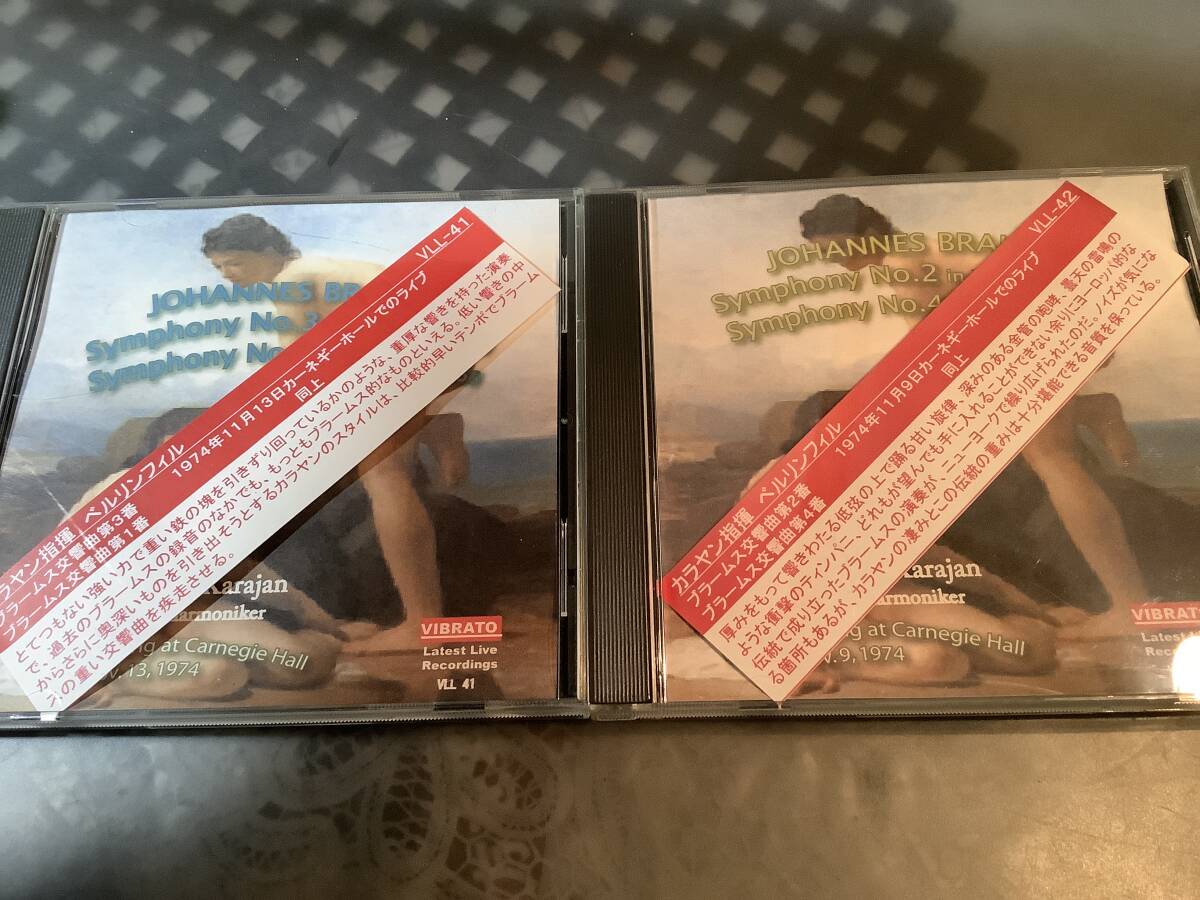 JOHANNES BRA
Symphony No.3
Symphony No.
カラヤン指揮 ベルリンフィル VLL-41
ブラームス交響曲第3番 1974年11月13日カーネギーホールでのライブ
ブラームス交響曲第1番 同上
とてつもない強い力で重い鉄の塊を引きずり回っているかのような、重厚な響きを持った演奏
で、過去のブラームスの録音のなかでも、もっともブラームス的なものといえる。低い響きの中
からさらに奥深いものを引き出そうとするカラヤンのスタイルは、比較的早いテンポでブラーム
スの重い交響曲を疾走させる。
Karajan
armoniker
ng at Carnegie Hall
v. 13, 1974
VIBRATO
Latest Live
Recordings
VLL 41
JOHANNES BRA
Symphony No.2 in
Symphony No.4
カラヤン指揮 ベルリンフィル VLL-42
ブラームス交響曲第2番 1974年11月9日カーネギーホールでのライブ
ブラームス交響曲第4番 同上
厚みをもって響きわたる低弦の上で踊る甘い旋律、深みのある金管の咆哮、曇天の雷鳴の
ような衝撃のティンパニ、どれもが望んでも手に入れることができない余りにヨーロッパ的な
伝統で成り立ったブラームスの演奏が、ニューヨークで繰り広げられたのだ。ノイズが気にな
る箇所もあるが、カラヤンの凄みとこの伝統の重みは十分堪能できる音質を保っている。
Karajan
armoniker
ng at Carnegie Hall
v. 9, 1974
VIBRATO
Latest Live
Recor